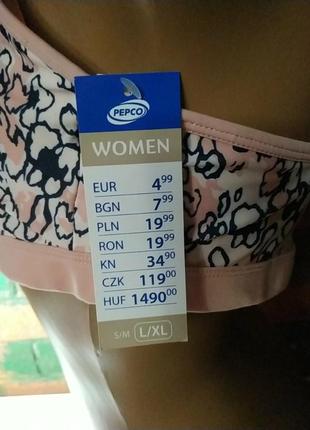 PEPCO
WOMEN
EUR 4.99
BGN 7.99
PLN 19.99
RON 19.99
KN 34.90
CZK 119.00
HUF 1490.00
S/M L/XL